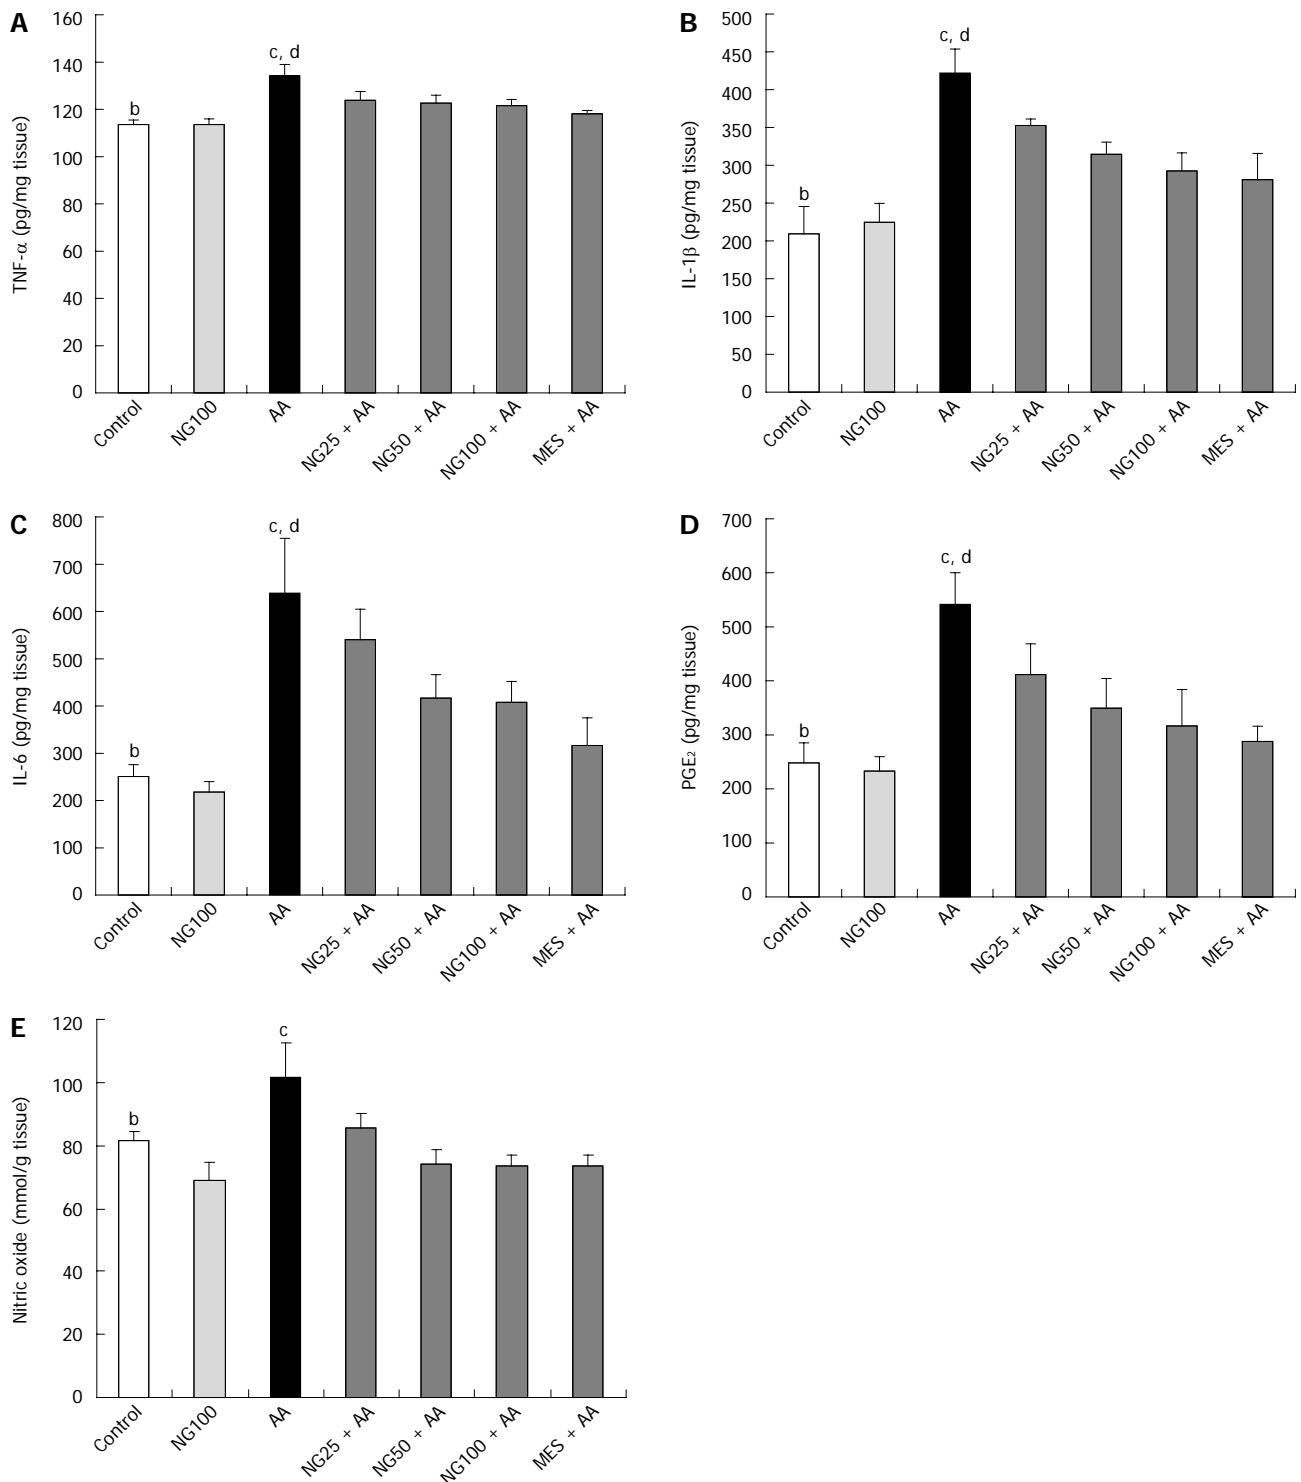 A
TNF-α (pg/mg tissue)
160
140
120
100
80
60
40
20
0
b
c, d
Control
NG100
AA
NG25 + AA
NG50 + AA
NG100 + AA
MES + AA
B
IL-1β (pg/mg tissue)
500
450
400
350
300
250
200
150
100
50
0
b
c, d
Control
NG100
AA
NG25 + AA
NG50 + AA
NG100 + AA
MES + AA
C
IL-6 (pg/mg tissue)
800
700
600
500
400
300
200
100
0
b
c, d
Control
NG100
AA
NG25 + AA
NG50 + AA
NG100 + AA
MES + AA
D
PGE₂ (pg/mg tissue)
700
600
500
400
300
200
100
0
b
c, d
Control
NG100
AA
NG25 + AA
NG50 + AA
NG100 + AA
MES + AA
E
Nitric oxide (mmol/g tissue)
120
100
80
60
40
20
0
b
c
Control
NG100
AA
NG25 + AA
NG50 + AA
NG100 + AA
MES + AA